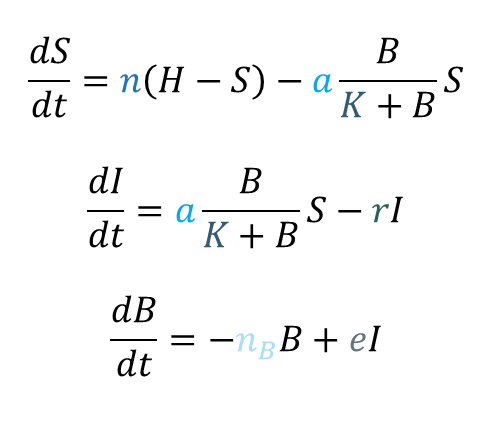 dS/dt = n(H − S) − a B/(K + B) S
dI/dt = a B/(K + B) S − rI
dB/dt = −n_B B + eI